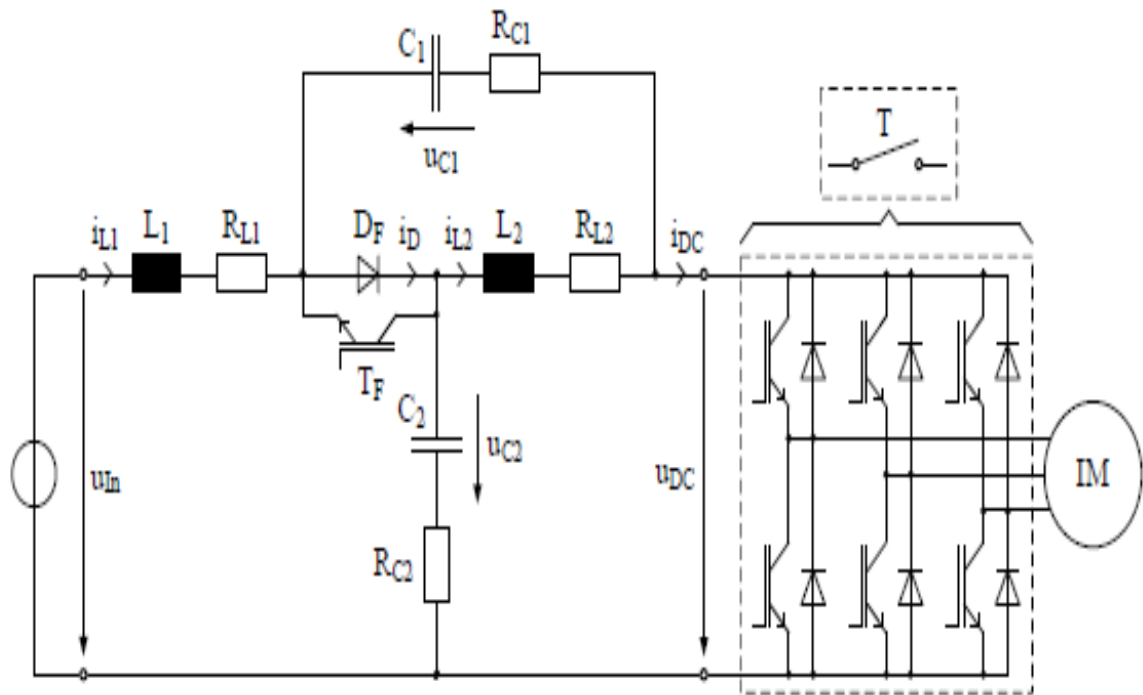 C1
RC1
uC1
T
iL1
L1
RL1
DF
iD
iL2
L2
RL2
iDC
TF
C2
uC2
uIn
uDC
IM
RC2